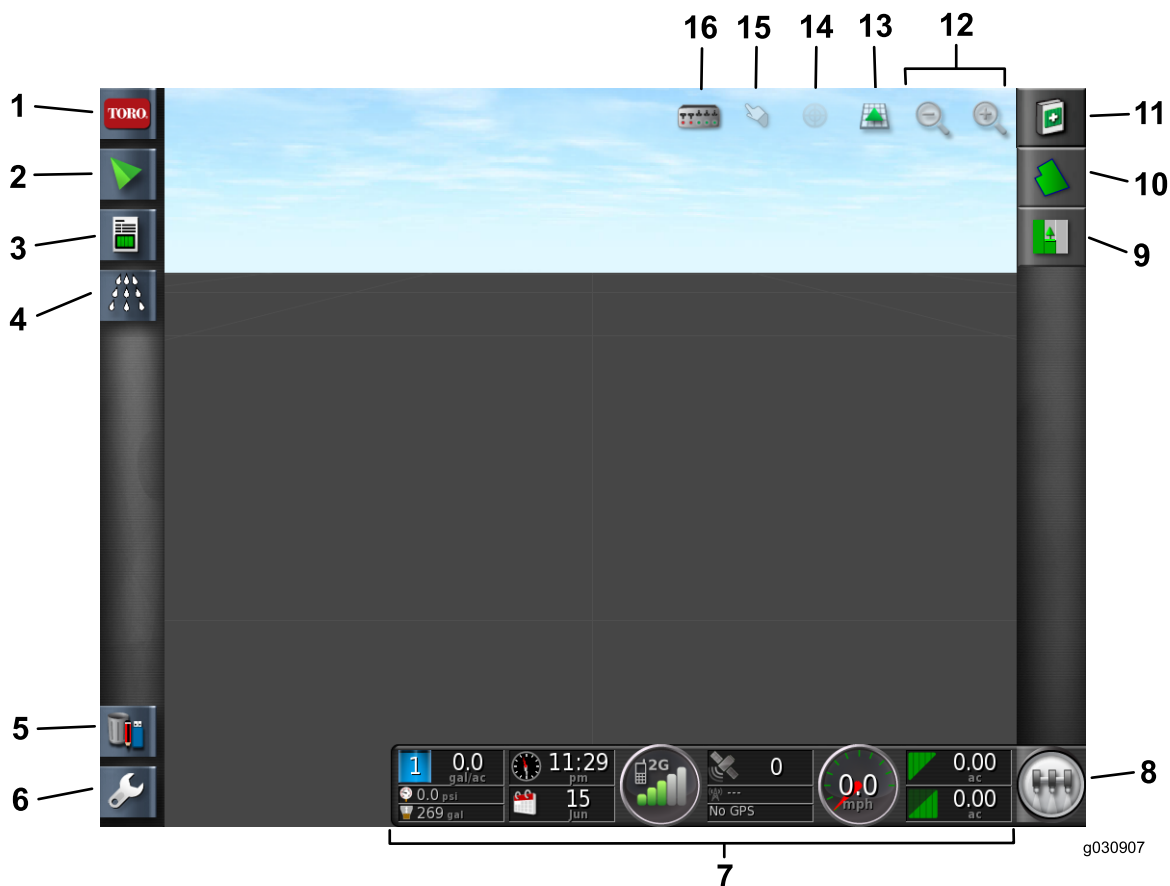 16 15 14 13 12
1 TORO. 11
2 10
3 9
4
5
6
1 0.0 gal/ac
0.0 psi
269 gal
11:29 pm
15 Jun
2G
0
---
No GPS
0.0 mph
0.00 ac
0.00 ac
8
7
g030907